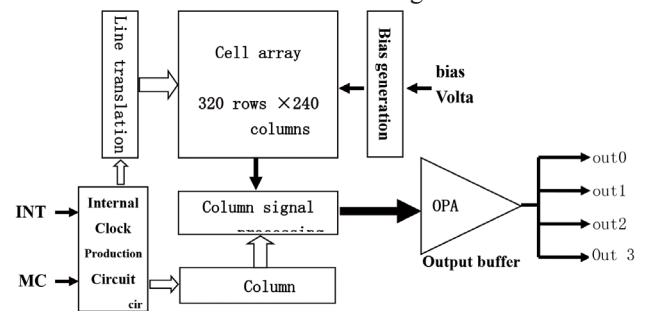 Line translation
Cell array
320 rows ×240
columns
Bias generation
bias
Volta
INT
MC
Internal
Clock
Production
Circuit
cir
Column signal
Column
OPA
Output buffer
out0
out1
out2
Out 3